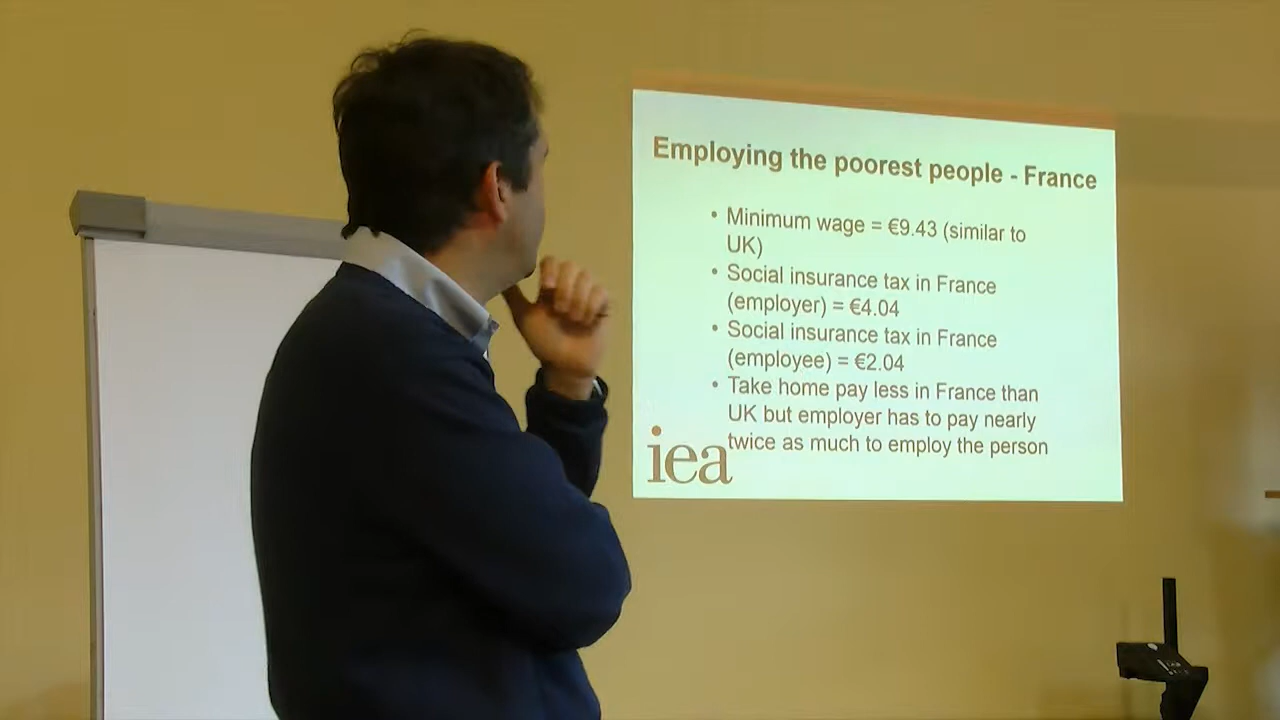 Employing the poorest people - France
• Minimum wage = €9.43 (similar to
UK)
• Social insurance tax in France
(employer) = €4.04
• Social insurance tax in France
(employee) = €2.04
• Take home pay less in France than
UK but employer has to pay nearly
twice as much to employ the person
iea